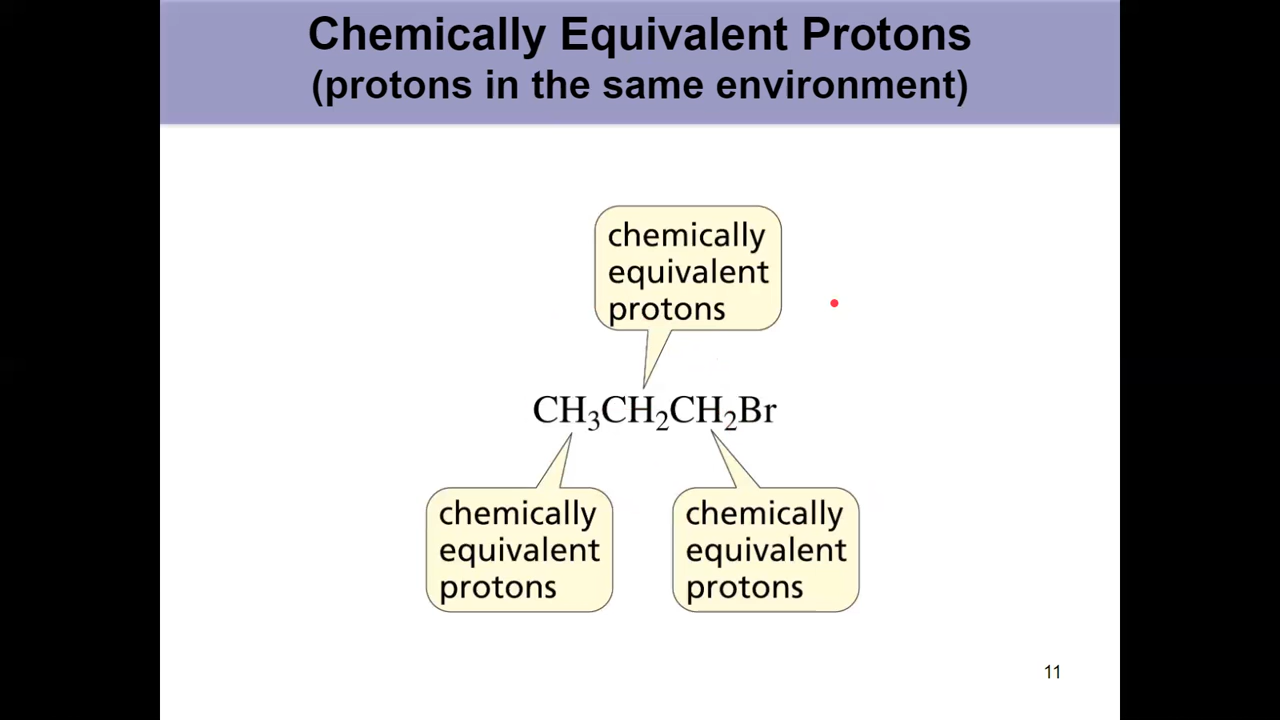 Chemically Equivalent Protons
(protons in the same environment)
chemically
equivalent
protons
CH₃CH₂CH₂Br
chemically
equivalent
protons
chemically
equivalent
protons
11